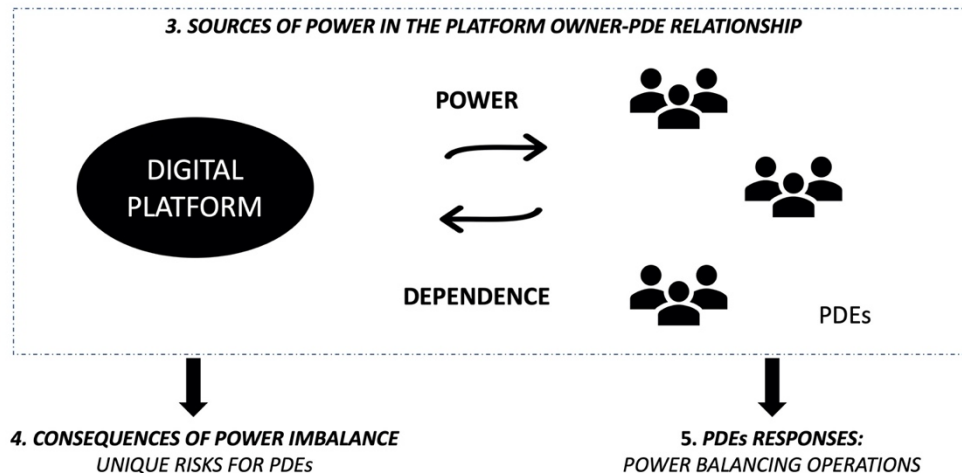 3. SOURCES OF POWER IN THE PLATFORM OWNER-PDE RELATIONSHIP
POWER
DIGITAL
PLATFORM
DEPENDENCE
PDEs
4. CONSEQUENCES OF POWER IMBALANCE
UNIQUE RISKS FOR PDEs
5. PDEs RESPONSES:
POWER BALANCING OPERATIONS